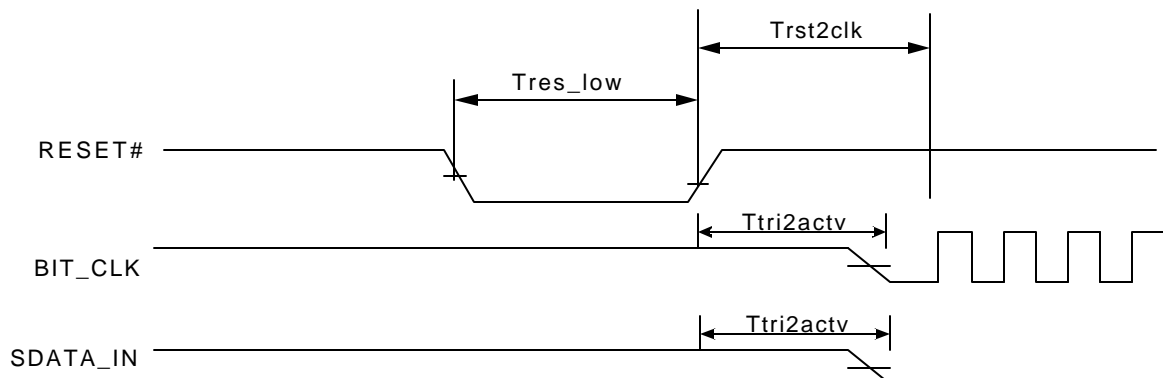 Trst2clk
Tres_low
RESET#
Ttri2actv
BIT_CLK
Ttri2actv
SDATA_IN